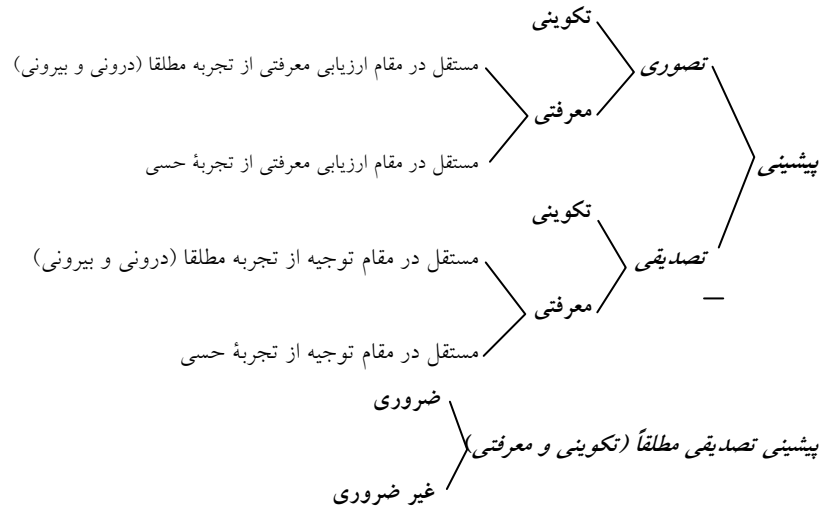 تکوینی
تصوری
مستقل در مقام ارزیابی معرفتی از تجربه مطلقا (درونی و بیرونی)
معرفتی
پیشینی
مستقل در مقام ارزیابی معرفتی از تجربهٔ حسی
تکوینی
تصدیقی
مستقل در مقام توجیه از تجربه مطلقا (درونی و بیرونی)
معرفتی
مستقل در مقام توجیه از تجربهٔ حسی
ضروری
پیشینی تصدیقی مطلقاً (تکوینی و معرفتی)
غیر ضروری